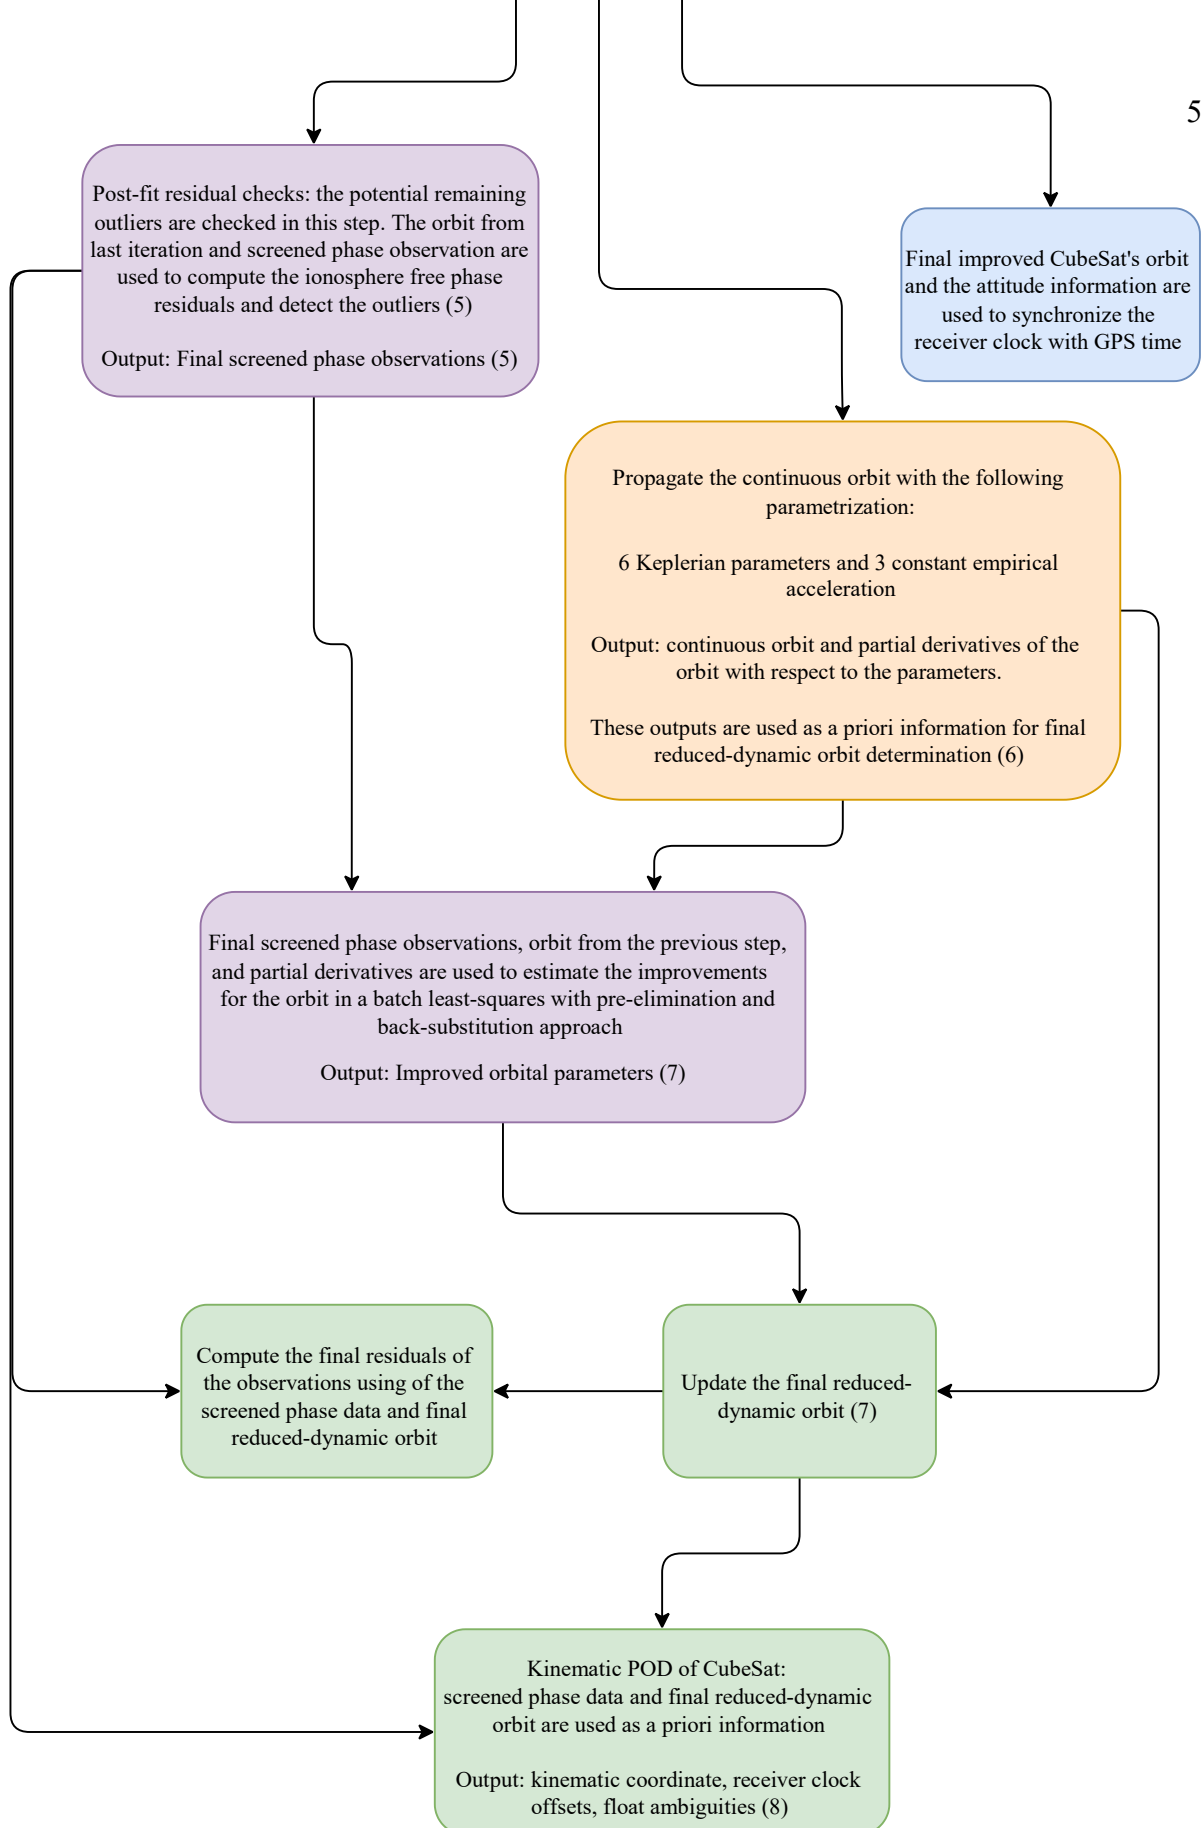 5
Post-fit residual checks: the potential remaining
outliers are checked in this step. The orbit from
last iteration and screened phase observation are
used to compute the ionosphere free phase
residuals and detect the outliers (5)
Output: Final screened phase observations (5)
Final improved CubeSat's orbit
and the attitude information are
used to synchronize the
receiver clock with GPS time
Propagate the continuous orbit with the following
parametrization:
6 Keplerian parameters and 3 constant empirical
acceleration
Output: continuous orbit and partial derivatives of the
orbit with respect to the parameters.
These outputs are used as a priori information for final
reduced-dynamic orbit determination (6)
Final screened phase observations, orbit from the previous step,
and partial derivatives are used to estimate the improvements
for the orbit in a batch least-squares with pre-elimination and
back-substitution approach
Output: Improved orbital parameters (7)
Compute the final residuals of
the observations using of the
screened phase data and final
reduced-dynamic orbit
Update the final reduced-
dynamic orbit (7)
Kinematic POD of CubeSat:
screened phase data and final reduced-dynamic
orbit are used as a priori information
Output: kinematic coordinate, receiver clock
offsets, float ambiguities (8)